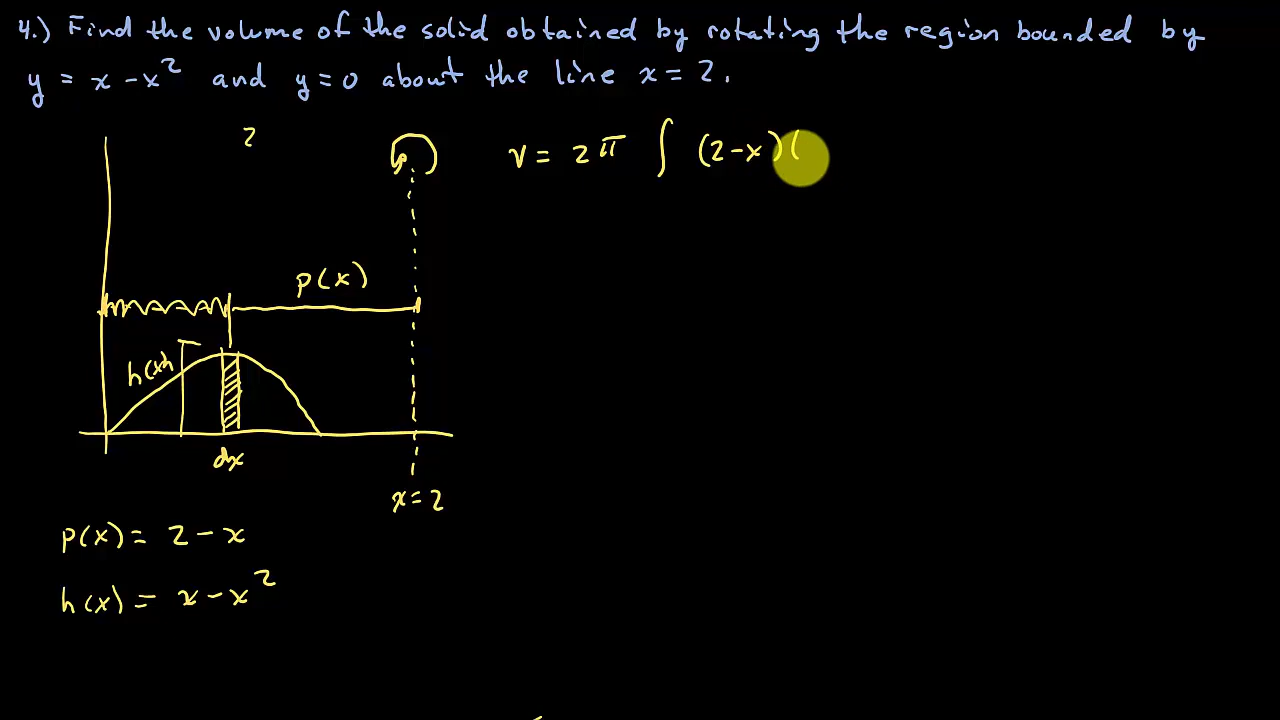 4.) Find the volume of the solid obtained by rotating the region bounded by
y = x - x² and y = 0 about the line x = 2.
2
V = 2π ∫ (2-x)(
p(x)
h(x)
dx
x = 2
p(x) = 2 - x
h(x) = x - x²